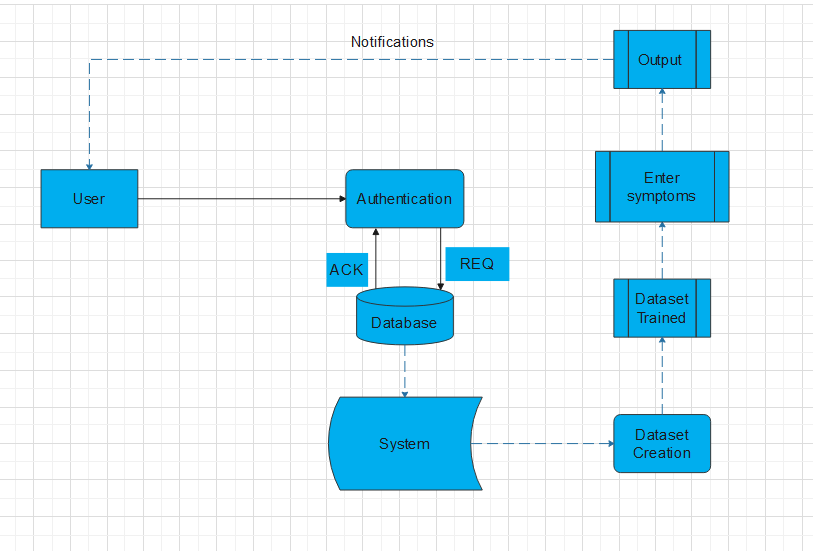 Notifications
Output
User
Authentication
Enter
symptoms
ACK
REQ
Database
Dataset
Trained
System
Dataset
Creation